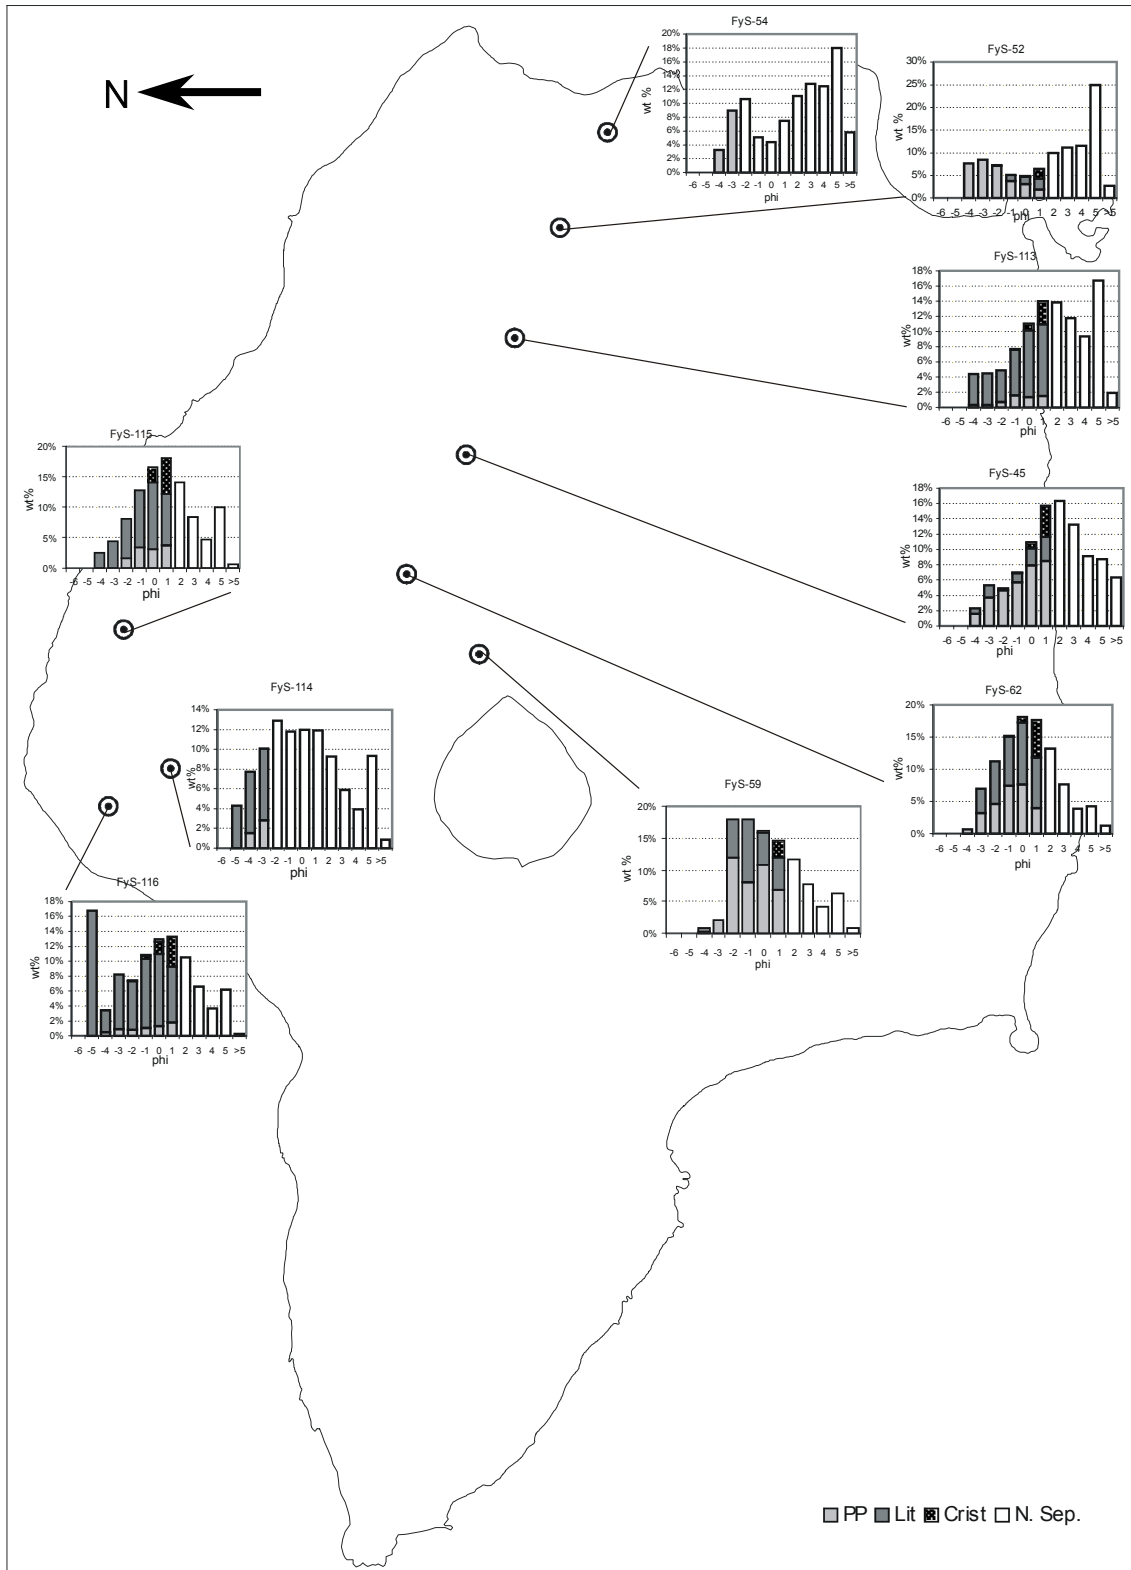 N
FyS-54
20%
18%
16%
14%
12%
10%
8%
6%
4%
2%
wt %
-6 -5 -4 -3 -2 -1 0 1 2 3 4 5 >5
phi
FyS-52
30%
25%
20%
15%
10%
5%
0%
wt %
-6 -5 -4 -3 -2 -1 0 1 2 3 4 5 >5
phi
FyS-113
18%
16%
14%
12%
10%
8%
6%
4%
2%
0%
wt%
-6 -5 -4 -3 -2 -1 0 1 2 3 4 5 >5
phi
FyS-115
20%
15%
10%
5%
0%
wt%
-6 -5 -4 -3 -2 -1 0 1 2 3 4 5 >5
phi
FyS-45
18%
16%
14%
12%
10%
8%
6%
4%
2%
0%
wt%
-6 -5 -4 -3 -2 -1 0 1 2 3 4 5 >5
phi
FyS-114
14%
12%
10%
8%
6%
4%
2%
0%
wt%
-6 -5 -4 -3 -2 -1 0 1 2 3 4 5 >5
phi
FyS-62
20%
15%
10%
5%
0%
wt%
-6 -5 -4 -3 -2 -1 0 1 2 3 4 5 >5
phi
FyS-59
20%
15%
10%
5%
0%
wt %
-6 -5 -4 -3 -2 -1 0 1 2 3 4 5 >5
phi
FyS-116
18%
16%
14%
12%
10%
8%
6%
4%
2%
0%
wt%
-6 -5 -4 -3 -2 -1 0 1 2 3 4 5 >5
phi
PP Lit Crist N. Sep.